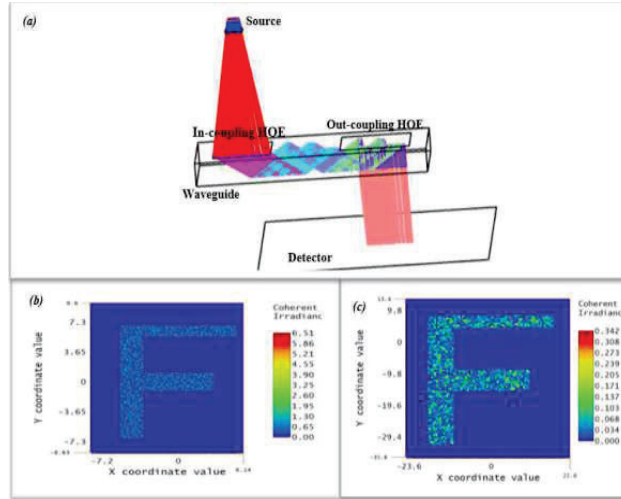 (a)
Source
In-coupling HOE
Out-coupling HOE
Waveguide
Detector
(b)
Y coordinate value
7.3
3.65
0
-3.65
-7.3
-7.2
0
X coordinate value
Coherent
Irradianc
6.51
5.86
5.21
4.55
3.90
3.25
2.60
1.95
1.30
0.65
0.00
(c)
Y coordinate value
9.8
0
-9.8
-29.4
-23.6
0
X coordinate value
Coherent
Irradianc
0.342
0.308
0.273
0.239
0.205
0.171
0.137
0.103
0.068
0.034
0.000